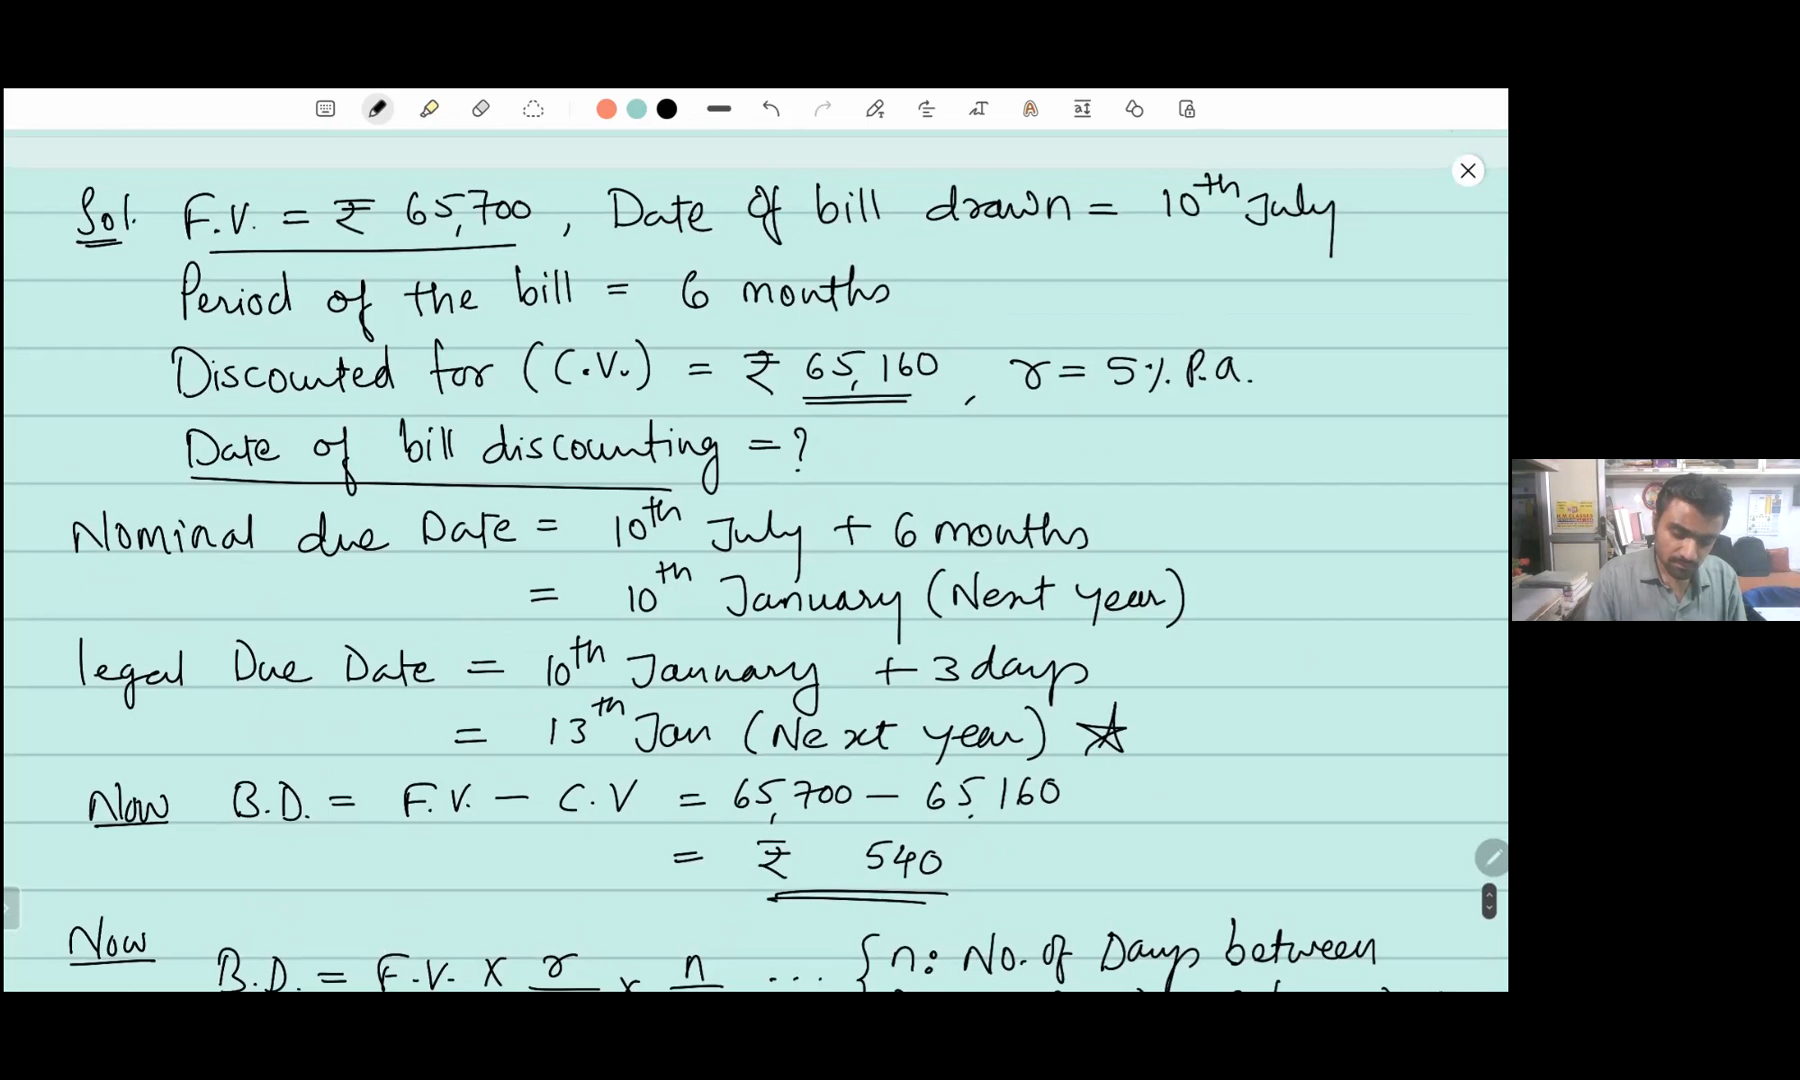 Sol. F.V. = ₹ 65,700, Date Of bill drawn = 10th July
Period of the bill = 6 months
Discounted for (C.V.) = ₹ 65,160, r = 5% P.a.
Date of bill discounting = ?
Nominal due Date = 10th July + 6 months
= 10th January (Next year)
legal Due Date = 10th January + 3 days
= 13th Jan (Next year) ☆
Now B.D. = F.V. - C.V = 65,700 - 65,160
= ₹ 540
Now B.D. = F.V. X r X n ... { n: No. of Days between